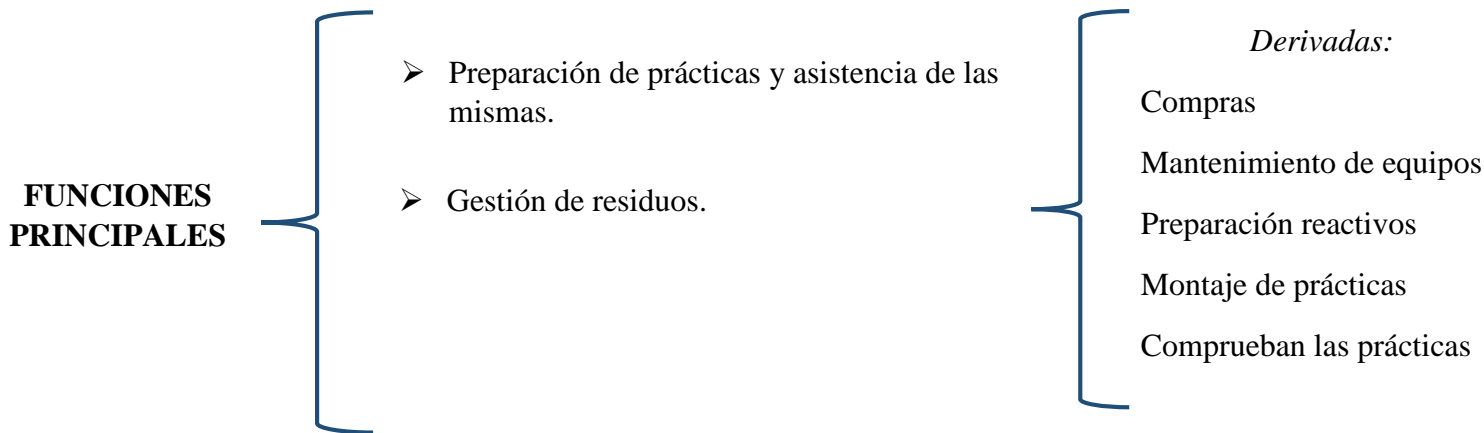 FUNCIONES
PRINCIPALES
➢ Preparación de prácticas y asistencia de las
mismas.
➢ Gestión de residuos.
Derivadas:
Compras
Mantenimiento de equipos
Preparación reactivos
Montaje de prácticas
Comprueban las prácticas